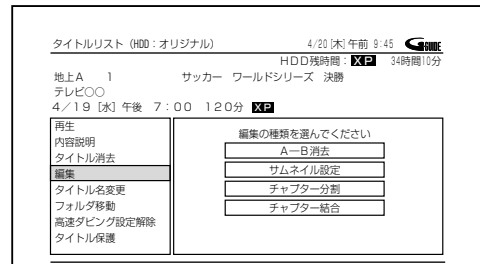 タイトルリスト（HDD：オリジナル） 4/20[木]午前 9:45 G GUIDE
HDD残時間：XP 34時間10分
地上A 1 サッカー ワールドシリーズ 決勝
テレビ○○
4／19［水］午後 7：00 120分 XP
再生
内容説明
タイトル消去
編集
タイトル名変更
フォルダ移動
高速ダビング設定解除
タイトル保護
編集の種類を選んでください
A―B消去
サムネイル設定
チャプター分割
チャプター結合